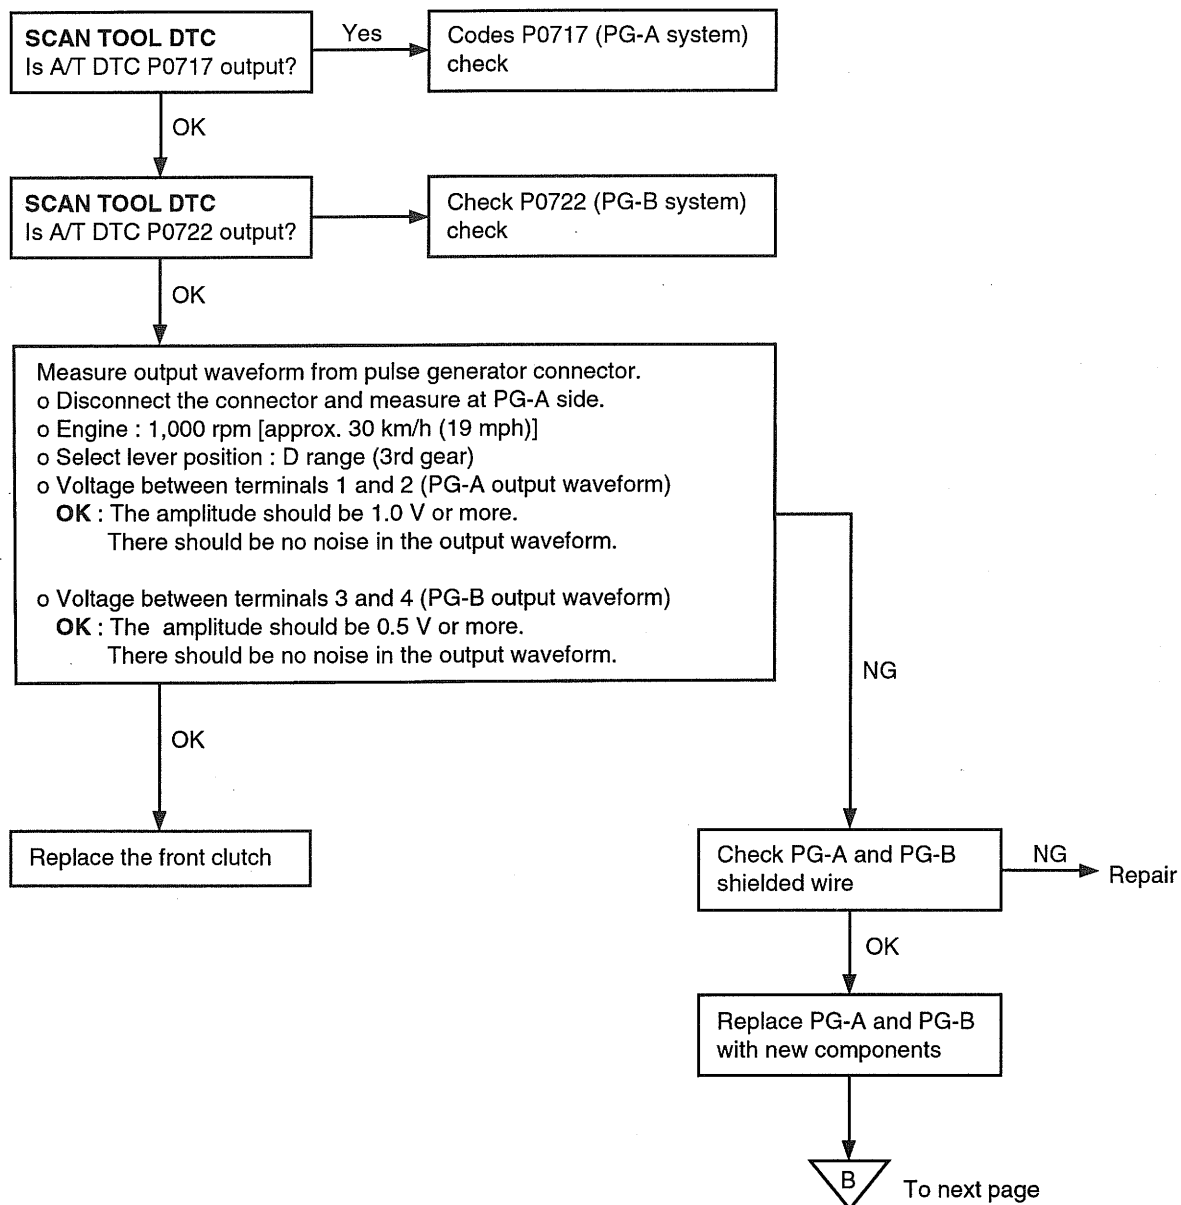 SCAN TOOL DTC
Is A/T DTC P0717 output?
Yes
Codes P0717 (PG-A system)
check
OK
SCAN TOOL DTC
Is A/T DTC P0722 output?
Check P0722 (PG-B system)
check
OK
Measure output waveform from pulse generator connector.
o Disconnect the connector and measure at PG-A side.
o Engine : 1,000 rpm [approx. 30 km/h (19 mph)]
o Select lever position : D range (3rd gear)
o Voltage between terminals 1 and 2 (PG-A output waveform)
OK : The amplitude should be 1.0 V or more.
There should be no noise in the output waveform.
o Voltage between terminals 3 and 4 (PG-B output waveform)
OK : The amplitude should be 0.5 V or more.
There should be no noise in the output waveform.
NG
OK
Replace the front clutch
Check PG-A and PG-B
shielded wire
NG
Repair
OK
Replace PG-A and PG-B
with new components
B
To next page